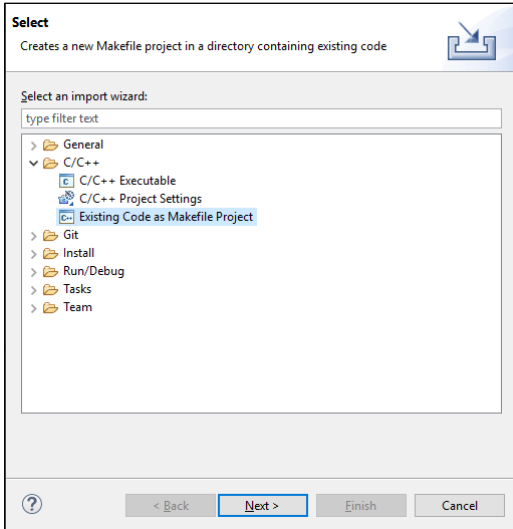 Select
Creates a new Makefile project in a directory containing existing code
Select an import wizard:
type filter text
General
C/C++
C/C++ Executable
C/C++ Project Settings
Existing Code as Makefile Project
Git
Install
Run/Debug
Tasks
Team
< Back Next > Finish Cancel